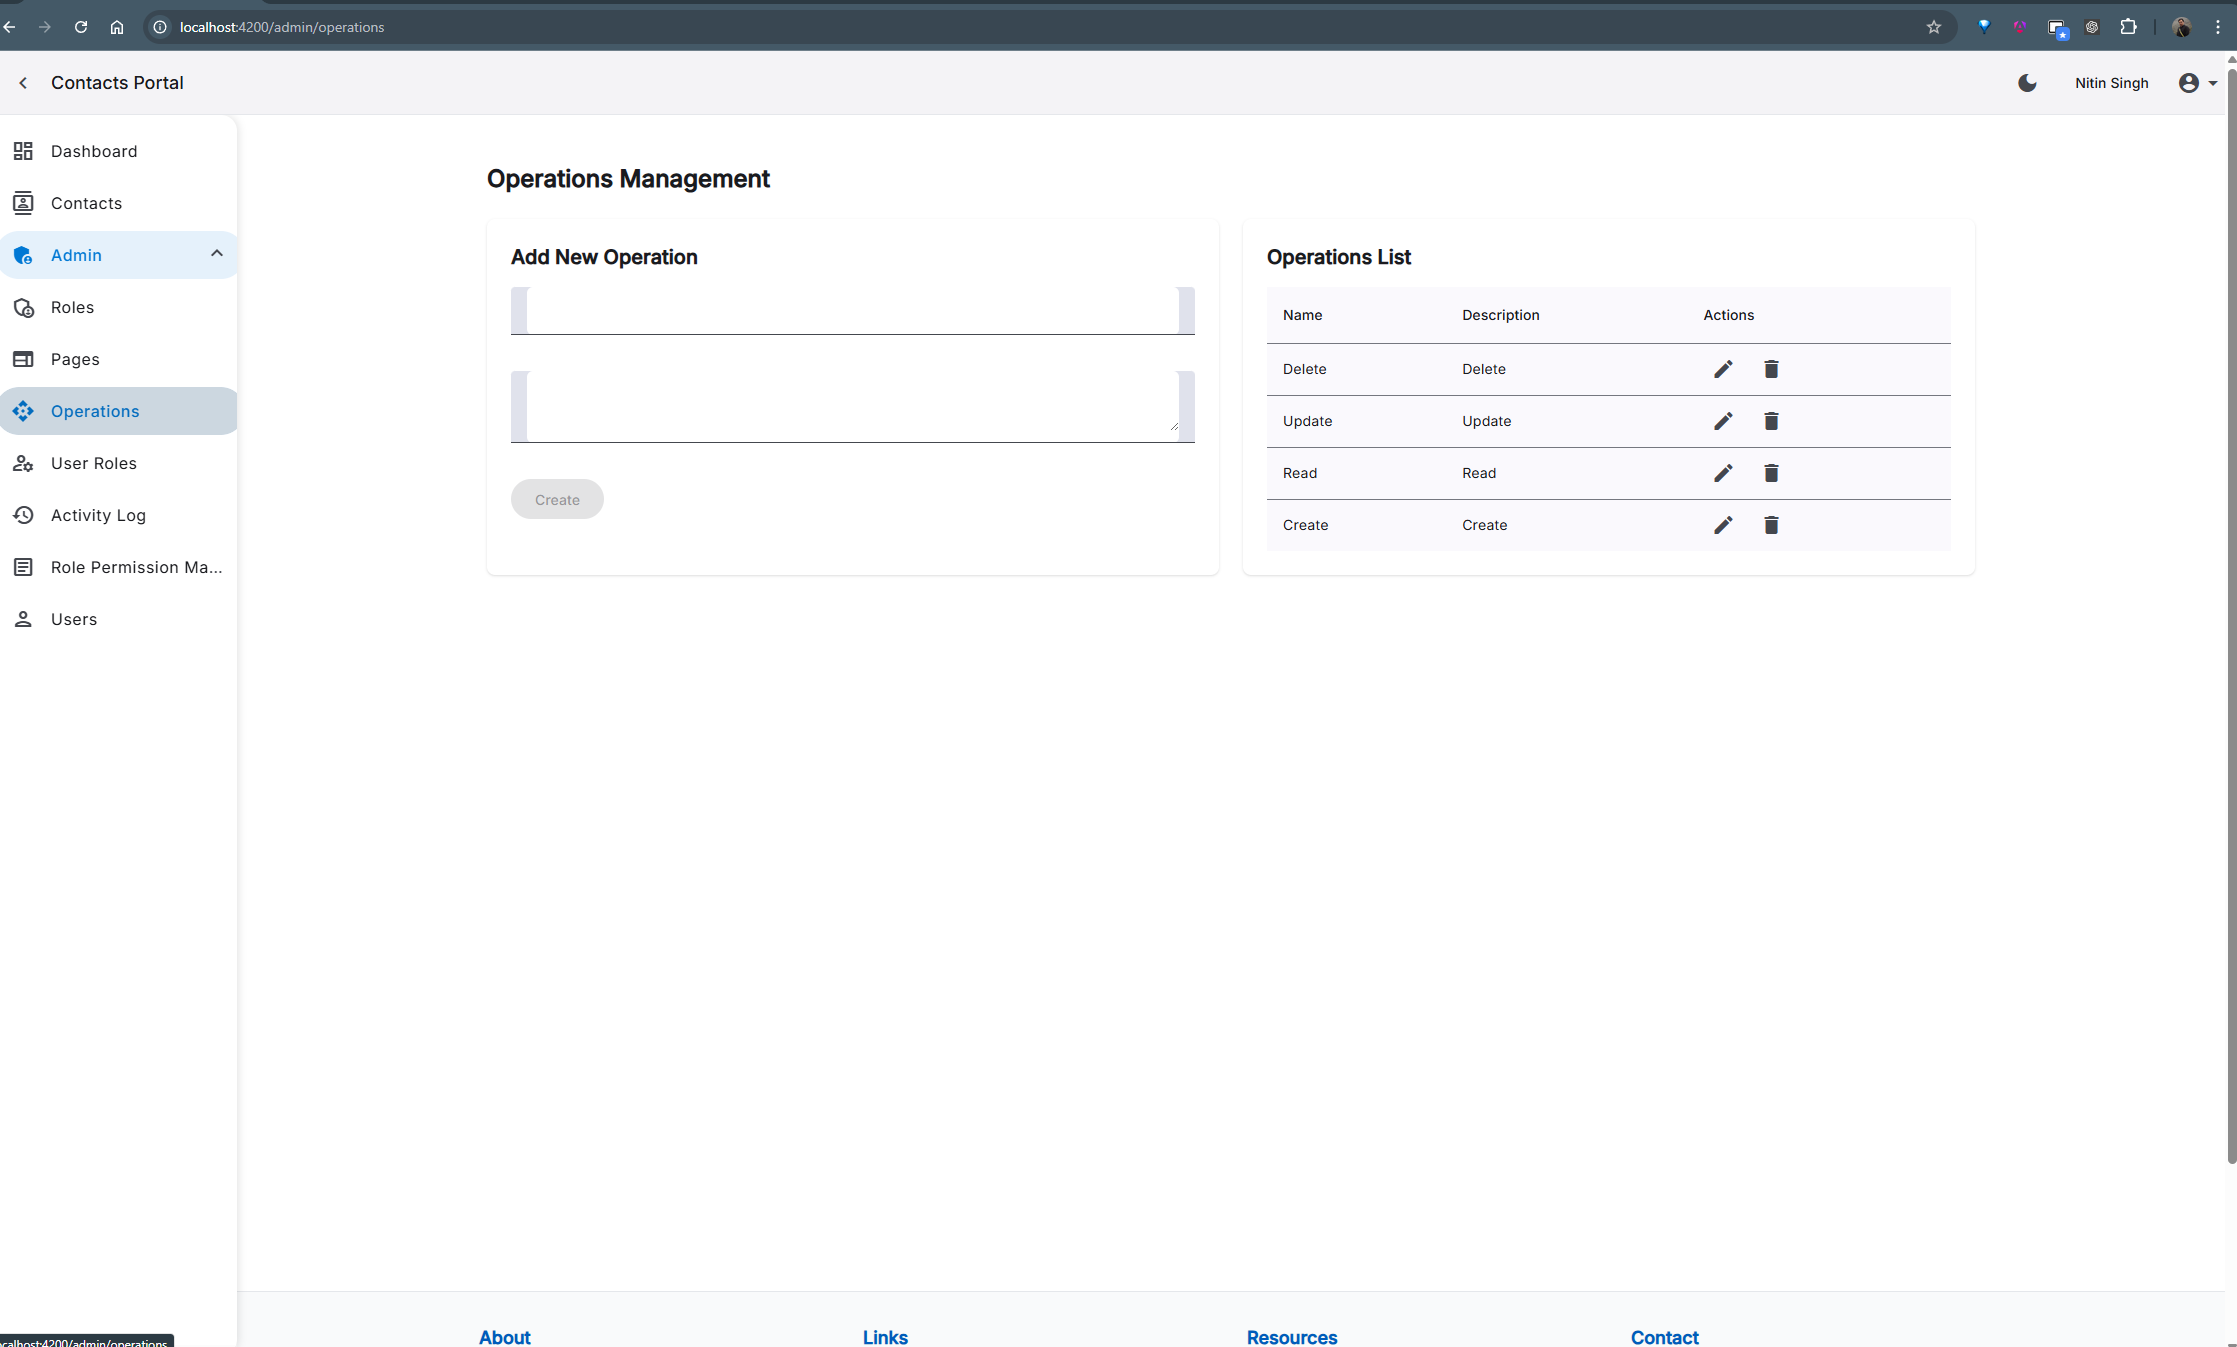 localhost:4200/admin/operations
Contacts Portal
Nitin Singh
Dashboard
Contacts
Admin
Roles
Pages
Operations
User Roles
Activity Log
Role Permission Ma...
Users
Operations Management
Add New Operation
Create
Operations List
Name Description Actions
Delete Delete
Update Update
Read Read
Create Create
About Links Resources Contact
ocalhost:4200/admin/operations